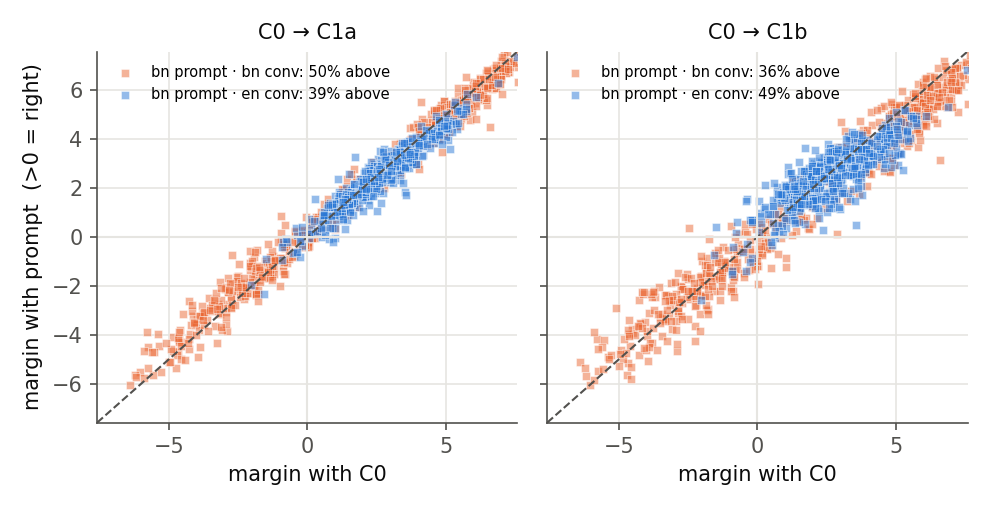 C0 → C1a
C0 → C1b
margin with prompt (>0 = right)
bn prompt · bn conv: 50% above
bn prompt · en conv: 39% above
bn prompt · bn conv: 36% above
bn prompt · en conv: 49% above
6
4
2
0
−2
−4
−6
−5
0
5
−5
0
5
margin with C0
margin with C0